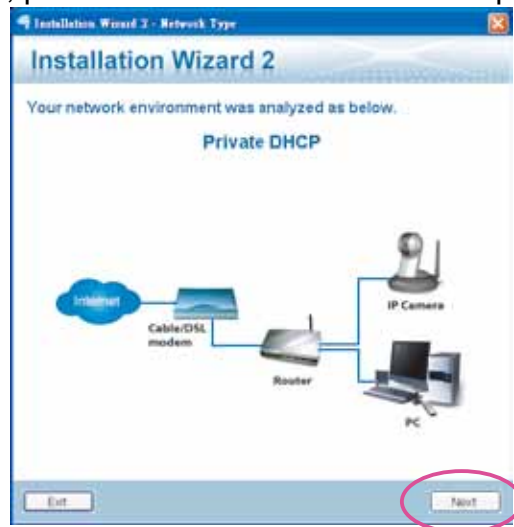 Installation Wizard 2 - Network Type
Installation Wizard 2
Your network environment was analyzed as below.
Private DHCP
Internet
Cable/DSL
modem
Router
IP Camera
PC
Exit
Next